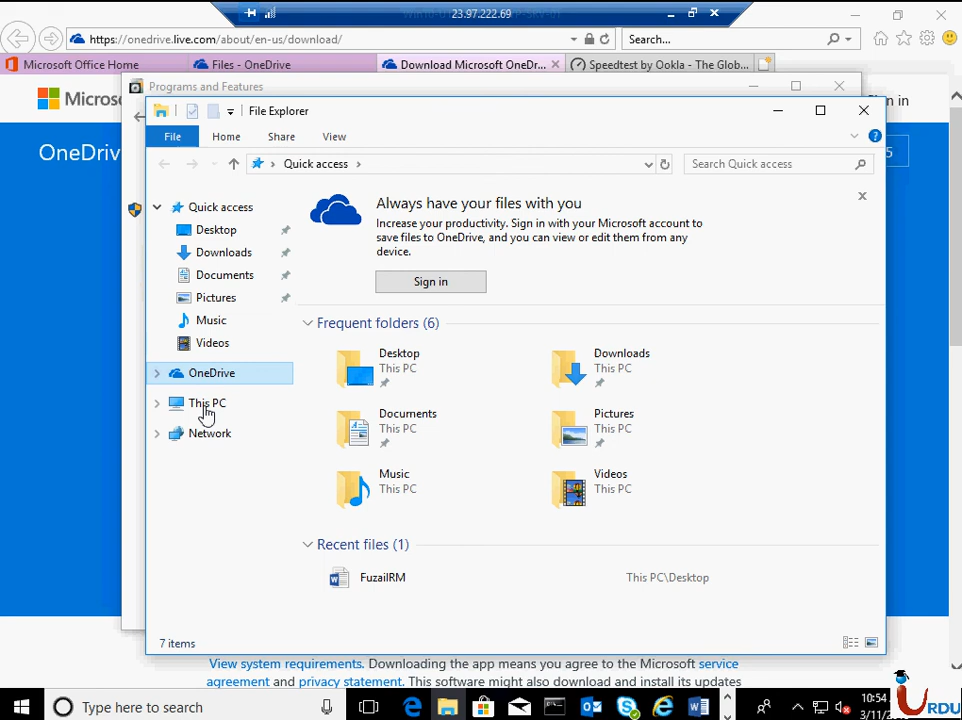 23.97.222.69
https://onedrive.live.com/about/en-us/download/
Search...
Microsoft Office Home
Files - OneDrive
Download Microsoft OneDr...
Speedtest by Ookla - The Glob...
Programs and Features
File Explorer
File
Home
Share
View
Quick access
Search Quick access
OneDriv
5
Quick access
Desktop
Downloads
Documents
Pictures
Music
Videos
OneDrive
This PC
Network
Always have your files with you
Increase your productivity. Sign in with your Microsoft account to
save files to OneDrive, and you can view or edit them from any
device.
Sign in
Frequent folders (6)
Desktop
This PC
Downloads
This PC
Documents
This PC
Pictures
This PC
Music
This PC
Videos
This PC
Recent files (1)
FuzailRM
This PC\Desktop
7 items
View system requirements. Downloading the app means you agree to the Microsoft service
agreement and privacy statement. This software might also download and install its updates
Type here to search
10:54
3/11/
URDU